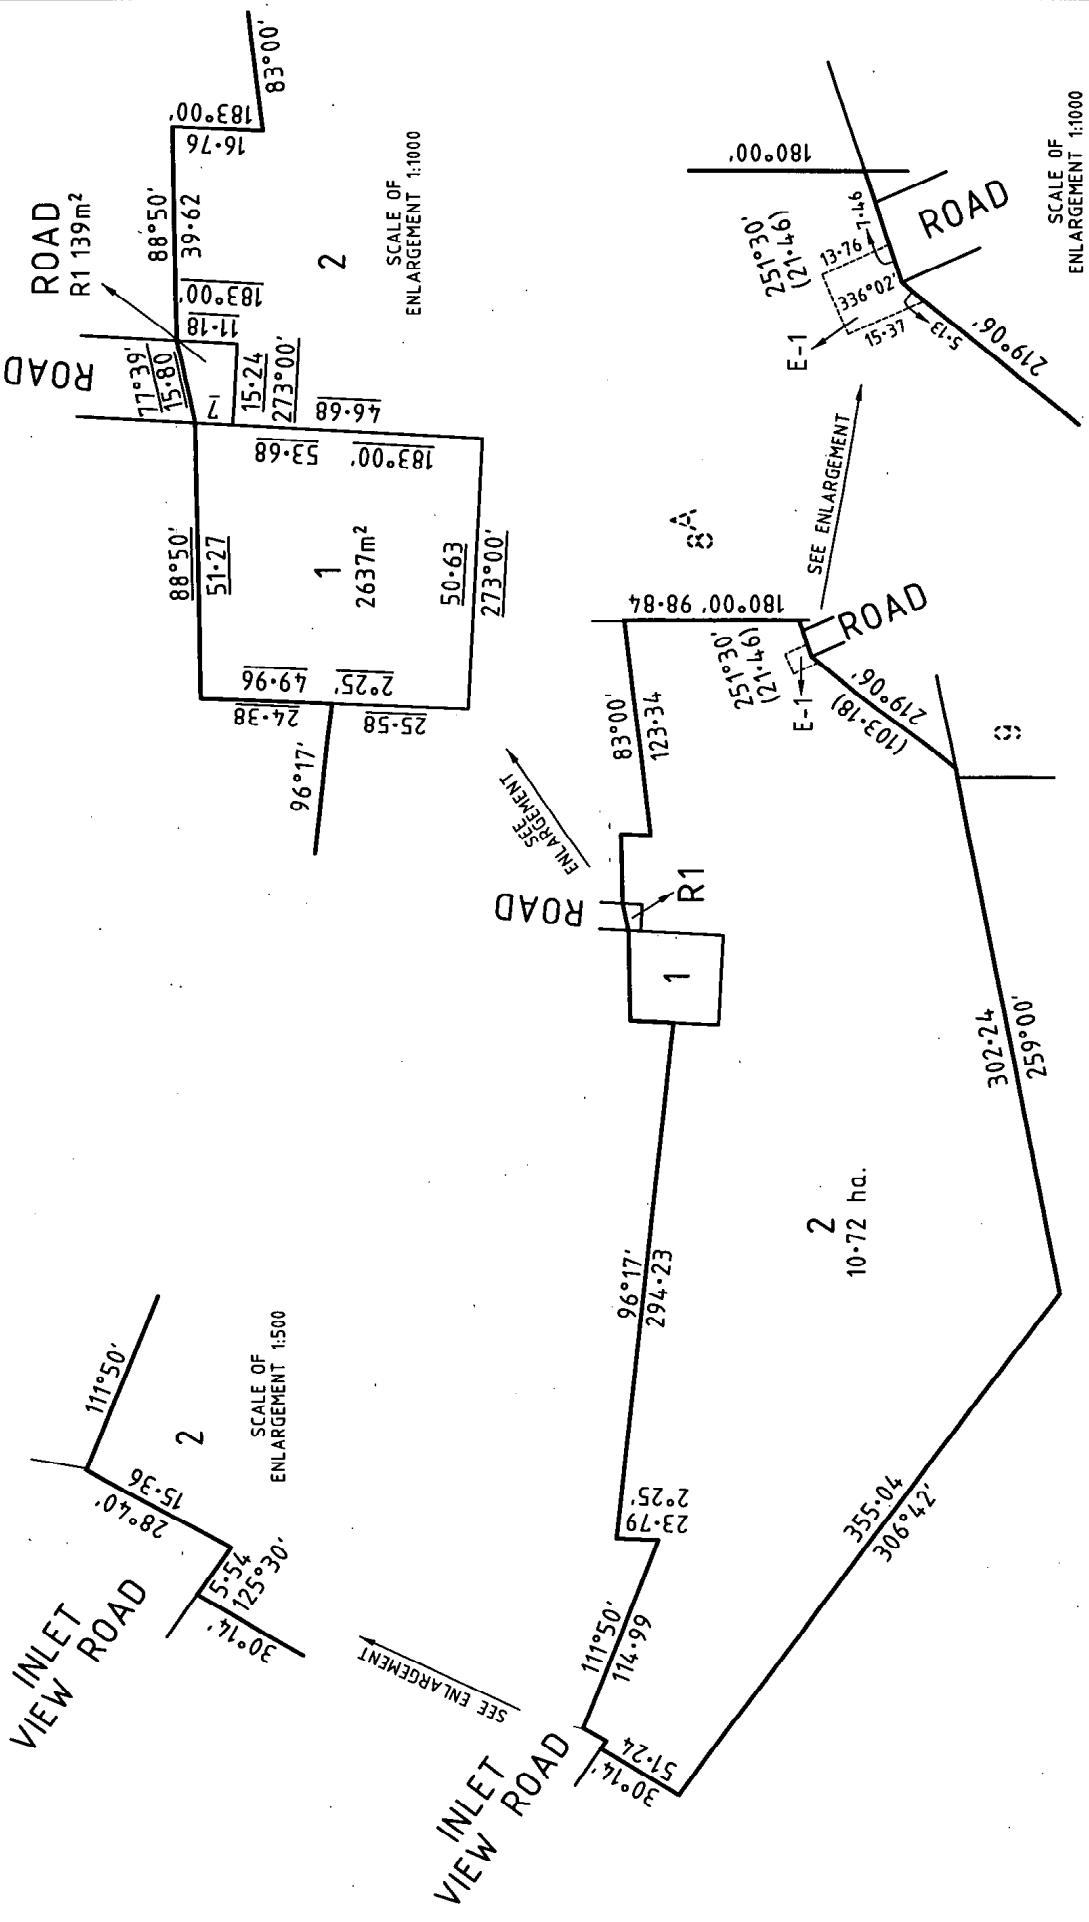 83°00'
183°00'
16·76
ROAD
R1 139m²
88°50'
39·62
183°00'
11·18
2
SCALE OF
ENLARGEMENT 1:1000
ROAD
77°39'
15·80
7
15·24
273°00'
46·68
53·68
183°00'
88°50'
51·27
1
2637m²
50·63
273°00'
49·96
2°25'
24·38
25·58
96°17'
180°00'
251°30'
(21·46)
7·46
13·76
336°02'
15·37
5·13
E-1
ROAD
219°06'
SCALE OF
ENLARGEMENT 1:1000
SEE ENLARGEMENT
8A
180°00' 98·84
251°30'
(21·46)
E-1
ROAD
219°06'
(103·18)
9
83°00'
123·34
SEE
ENLARGEMENT
ROAD
R1
1
302·24
259°00'
2
10·72 ha.
96°17'
294·23
23·79
2°25'
355·04
306°42'
111°50'
114·99
51·24
30°14'
INLET
VIEW ROAD
SEE ENLARGEMENT
111°50'
2
SCALE OF
ENLARGEMENT 1:500
15·36
28°40'
5·54
125°30'
30°14'
INLET
VIEW ROAD